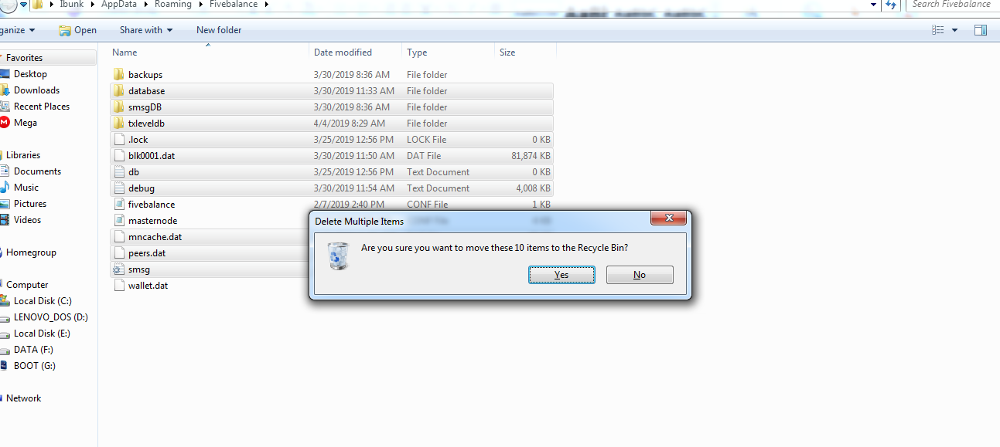 Ibunk AppData Roaming Fivebalance Search Fivebalance
ganize Open Share with New folder
Favorites
Desktop
Downloads
Recent Places
Mega
Libraries
Documents
Music
Pictures
Videos
Homegroup
Computer
Local Disk (C:)
LENOVO_DOS (D:)
Local Disk (E:)
DATA (F:)
BOOT (G:)
Network
Name Date modified Type Size
backups 3/30/2019 8:36 AM File folder
database 3/30/2019 11:33 AM File folder
smsgDB 3/30/2019 8:36 AM File folder
txleveldb 4/4/2019 8:29 AM File folder
.lock 3/25/2019 12:56 PM LOCK File 0 KB
blk0001.dat 3/30/2019 11:50 AM DAT File 81,874 KB
db 3/25/2019 12:56 PM Text Document 0 KB
debug 3/30/2019 11:54 AM Text Document 4,008 KB
fivebalance 2/7/2019 2:40 PM CONF File 1 KB
masternode
mncache.dat
peers.dat
smsg
wallet.dat
Delete Multiple Items
Are you sure you want to move these 10 items to the Recycle Bin?
Yes No